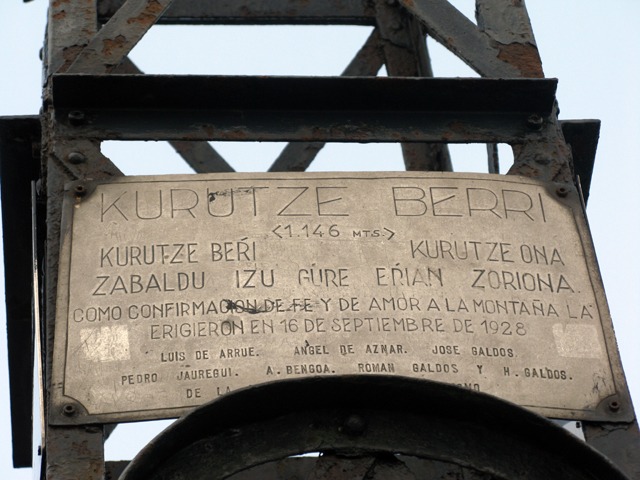 KURUTZE BERRI
<1.146 MTS.>
KURUTZE BEŔI KURUTZE ONA
ZABALDU IZU GURE EŔIAN ZORIONA.
COMO CONFIRMACION DE FE Y DE AMOR A LA MONTAÑA LA
ERIGIERON EN 16 DE SEPTIEMBRE DE 1928
LUIS DE ARRUE. ANGEL DE AZNAR. JOSE GALDOS.
PEDRO JAUREGUI. A. BENGOA. ROMAN GALDOS Y H. GALDOS.
DE LA